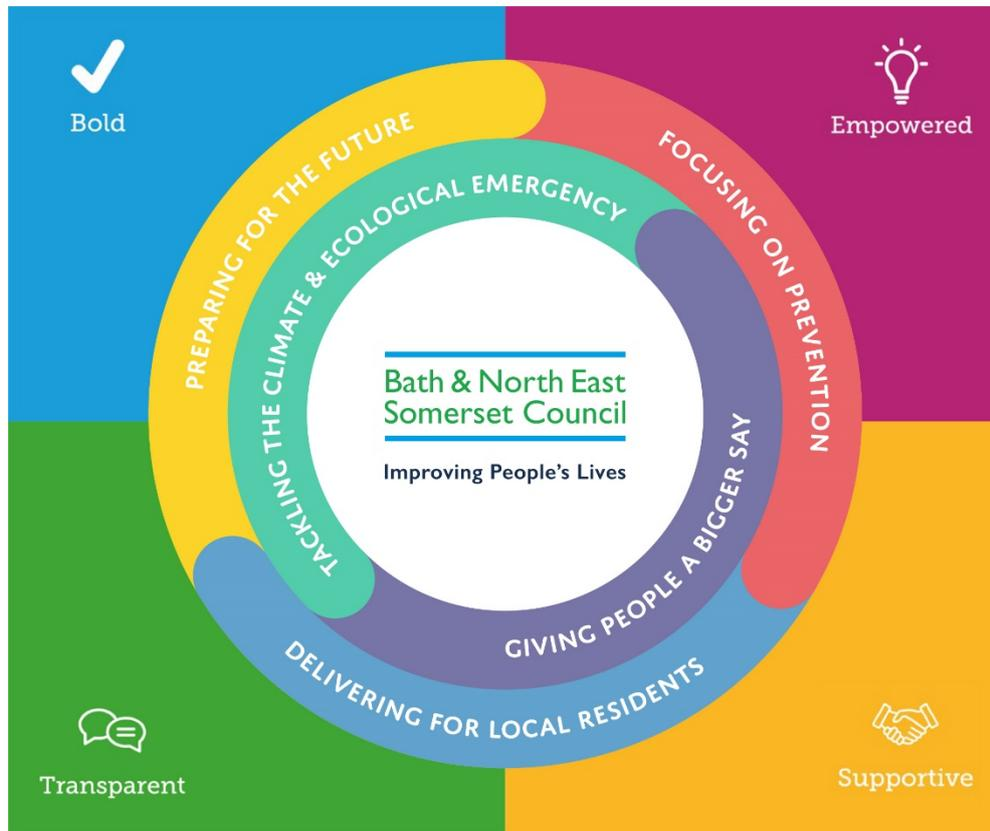 Bold
Empowered
PREPARING FOR THE FUTURE
FOCUSING ON PREVENTION
TACKLING THE CLIMATE & ECOLOGICAL EMERGENCY
Bath & North East
Somerset Council
Improving People's Lives
GIVING PEOPLE A BIGGER SAY
DELIVERING FOR LOCAL RESIDENTS
Transparent
Supportive